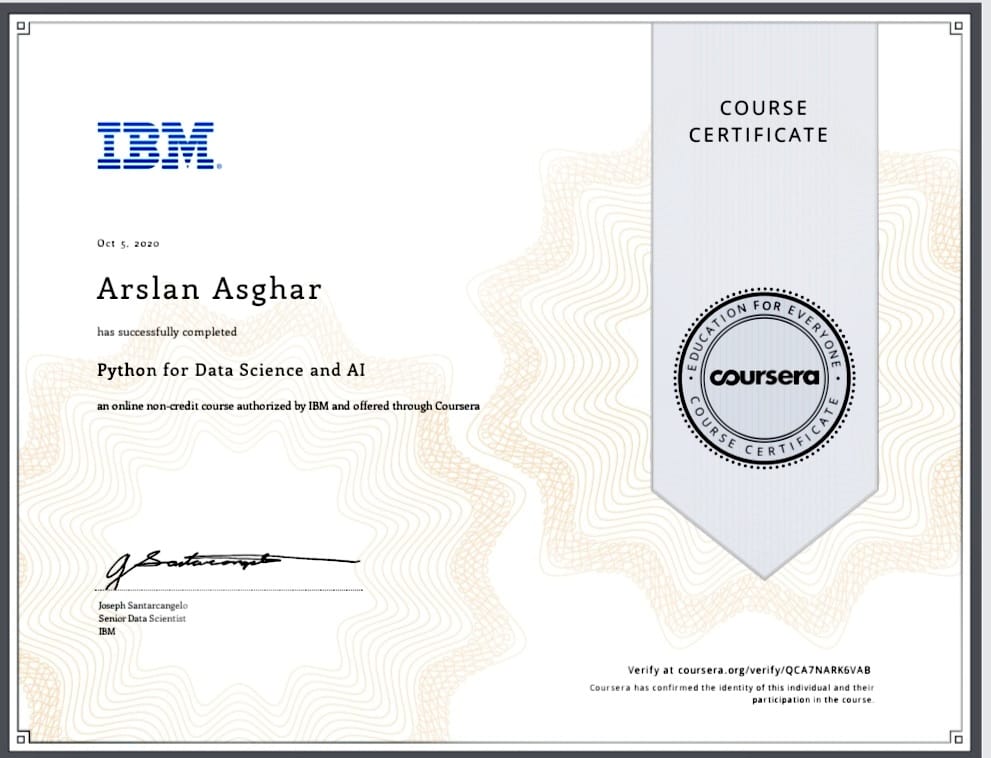 IBM
COURSE
CERTIFICATE
Oct 5, 2020
Arslan Asghar
has successfully completed
Python for Data Science and AI
an online non-credit course authorized by IBM and offered through Coursera
EDUCATION FOR EVERYONE
coursera
COURSE CERTIFICATE
Joseph Santarcangelo
Senior Data Scientist
IBM
Verify at coursera.org/verify/QCA7NARK6VAB
Coursera has confirmed the identity of this individual and their
participation in the course.